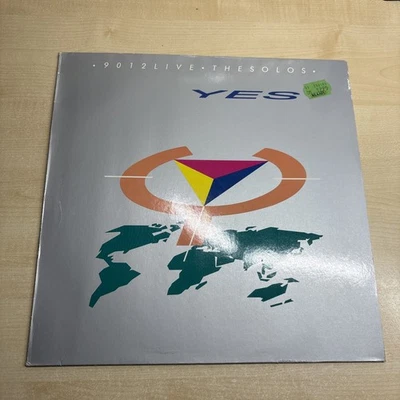 • 9012LIVE • THESOLOS •
YES